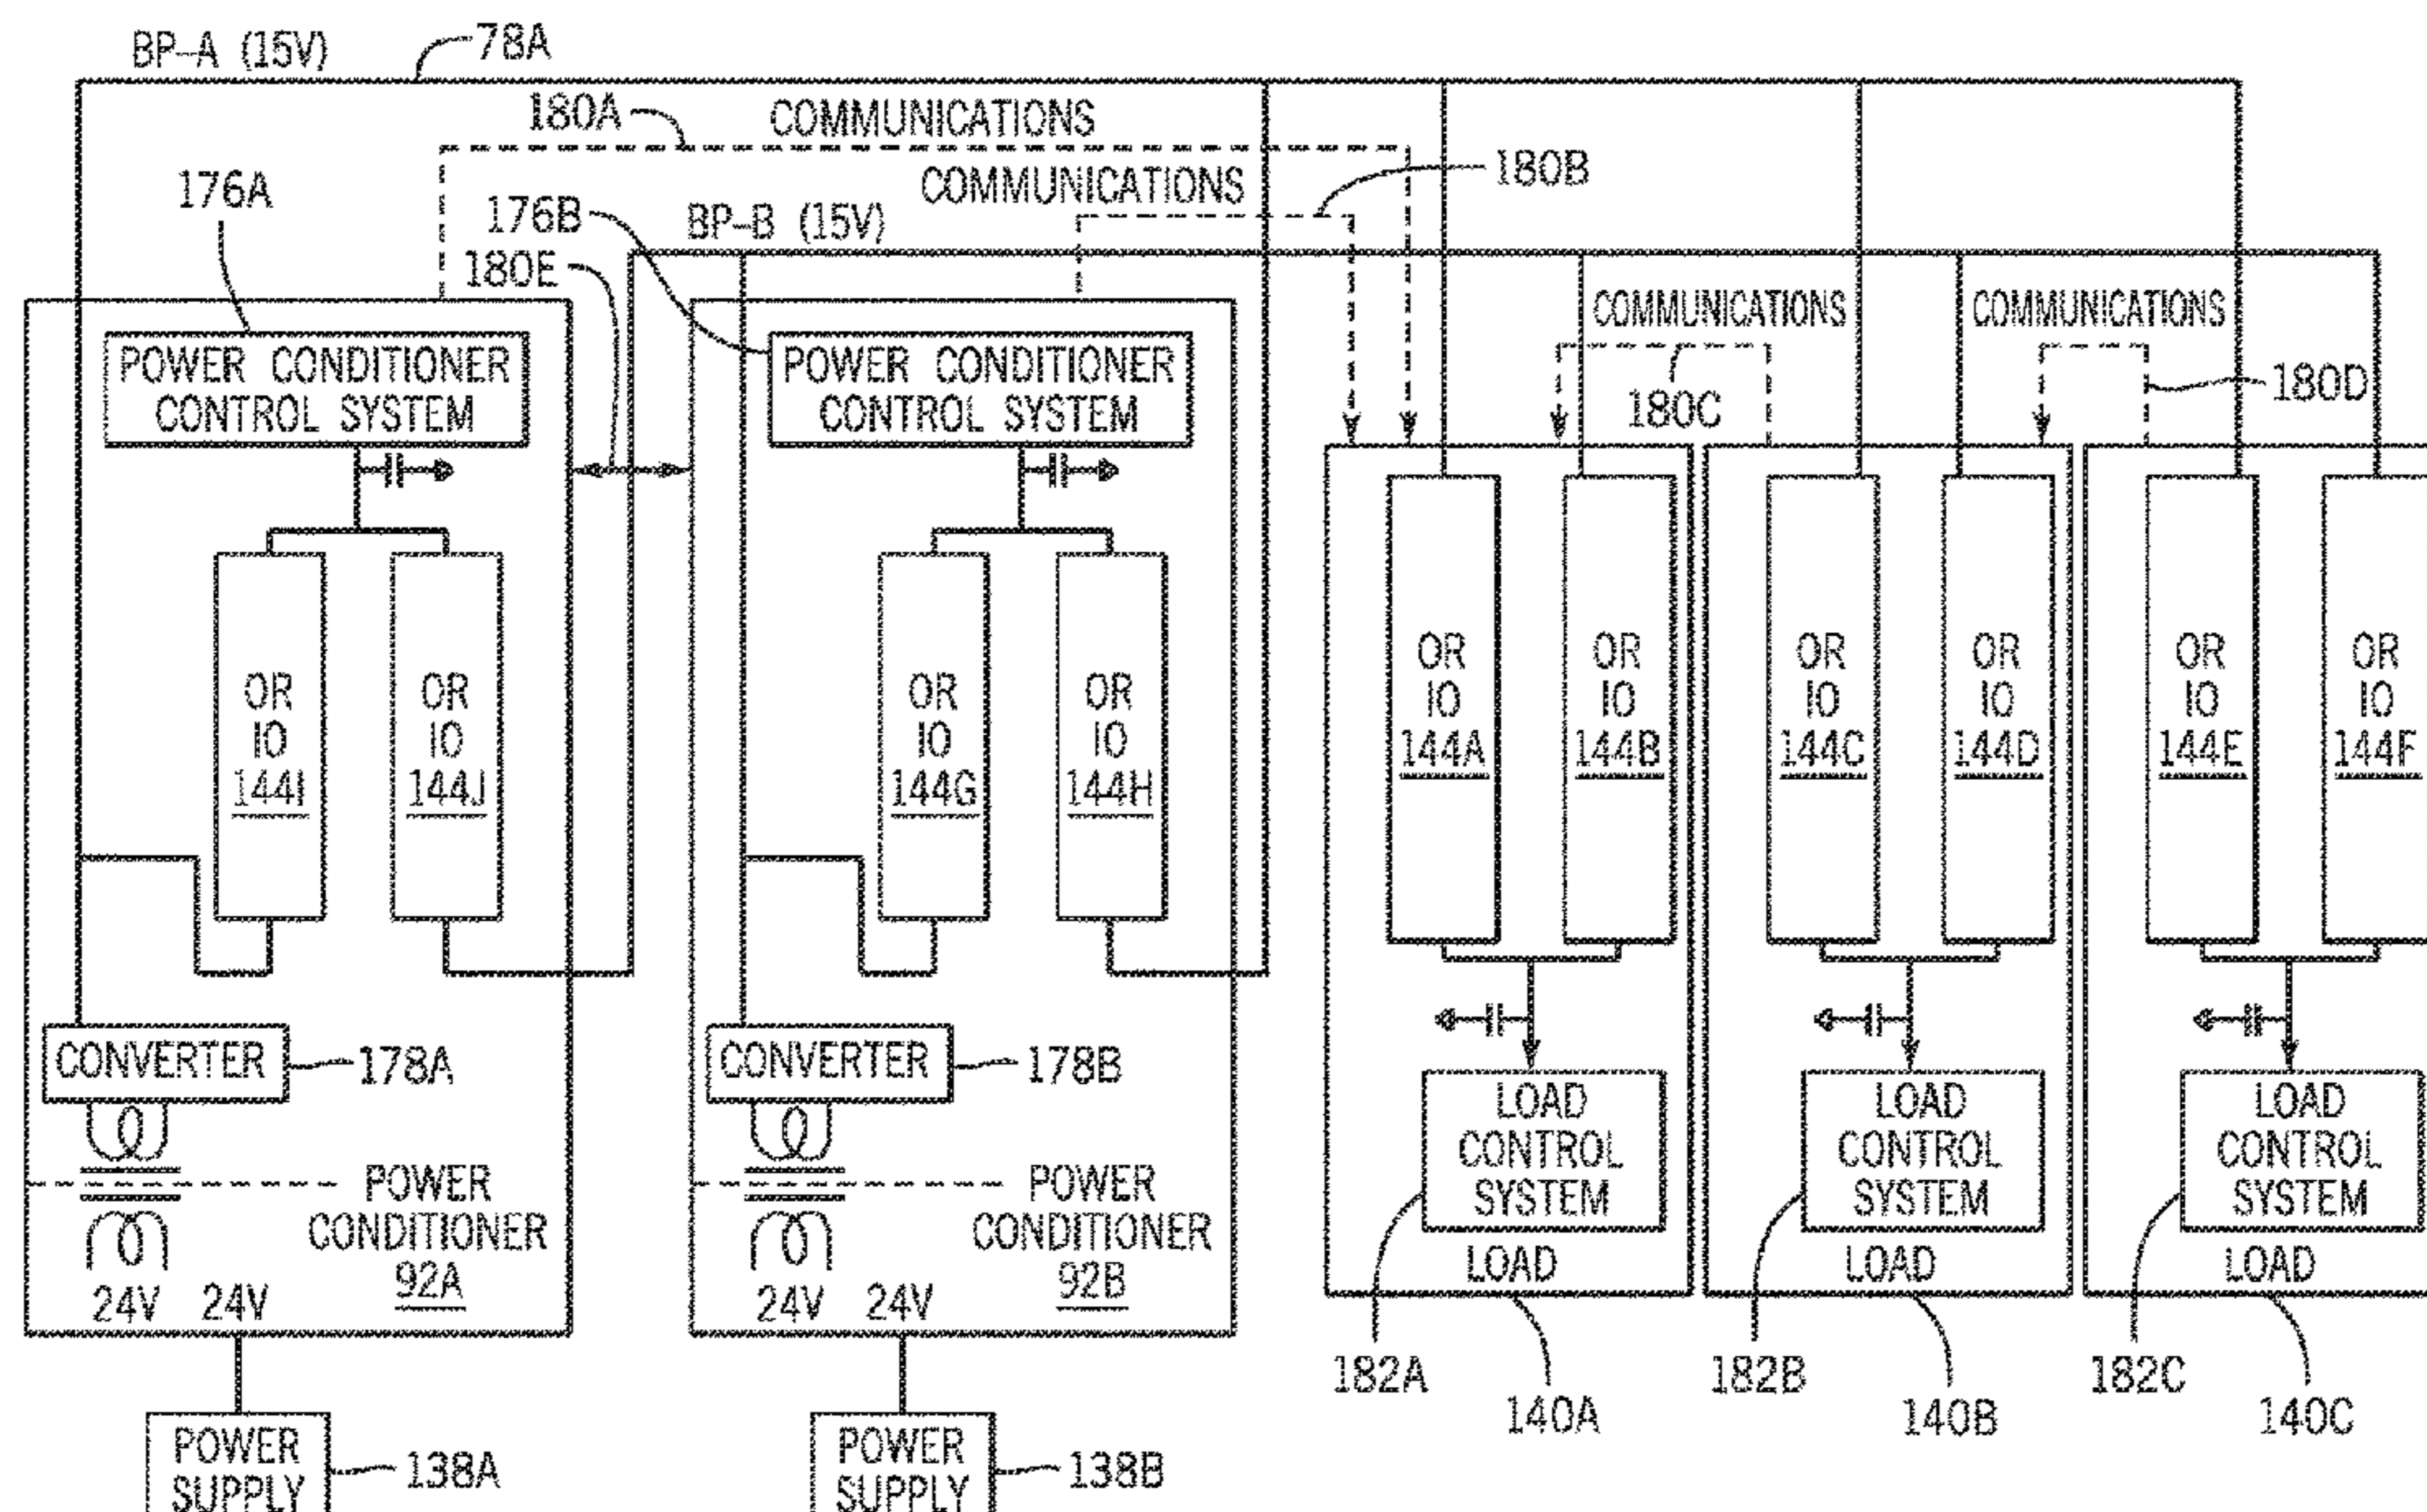 BP-A (15V)
78A
180A
COMMUNICATIONS
COMMUNICATIONS
180B
176A
176B
BP-B (15V)
180E
COMMUNICATIONS
COMMUNICATIONS
180C
180D
POWER CONDITIONER
CONTROL SYSTEM
POWER CONDITIONER
CONTROL SYSTEM
OR
IO
144I
OR
IO
144J
OR
IO
144G
OR
IO
144H
OR
IO
144A
OR
IO
144B
OR
IO
144C
OR
IO
144D
OR
IO
144E
OR
IO
144F
CONVERTER
178A
CONVERTER
178B
POWER
CONDITIONER
92A
24V
24V
POWER
CONDITIONER
92B
24V
24V
LOAD
CONTROL
SYSTEM
LOAD
LOAD
CONTROL
SYSTEM
LOAD
LOAD
CONTROL
SYSTEM
LOAD
182A
140A
182B
140B
182C
140C
POWER
SUPPLY
138A
POWER
SUPPLY
138B